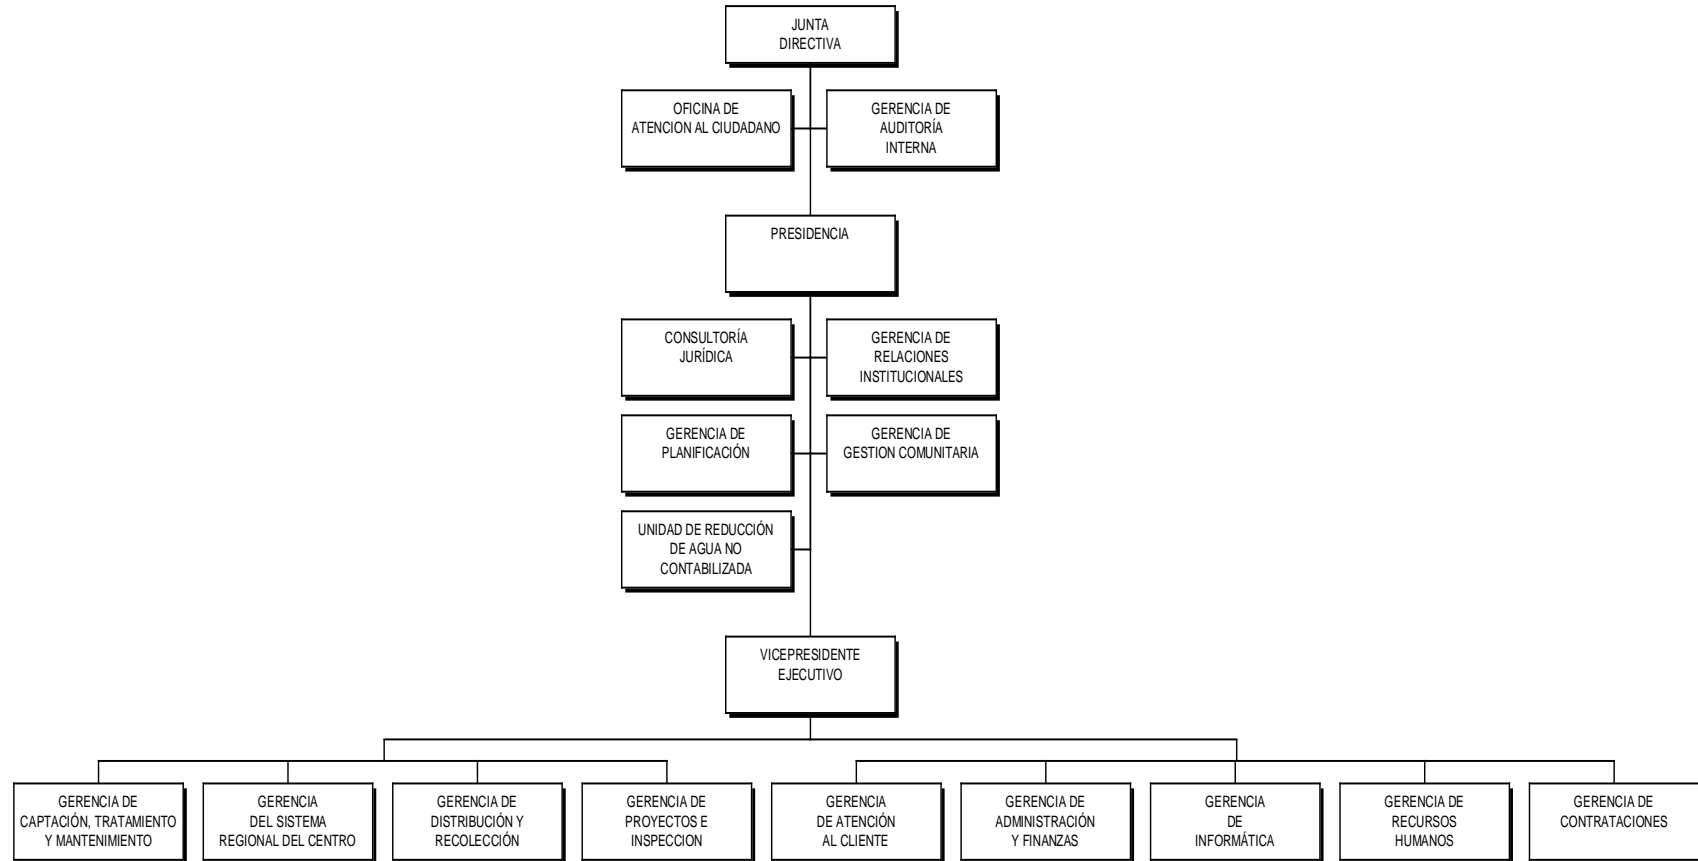 JUNTA
DIRECTIVA
OFICINA DE
ATENCION AL CIUDADANO
GERENCIA DE
AUDITORÍA
INTERNA
PRESIDENCIA
CONSULTORÍA
JURÍDICA
GERENCIA DE
RELACIONES
INSTITUCIONALES
GERENCIA DE
PLANIFICACIÓN
GERENCIA DE
GESTION COMUNITARIA
UNIDAD DE REDUCCIÓN
DE AGUA NO
CONTABILIZADA
VICEPRESIDENTE
EJECUTIVO
GERENCIA DE
CAPTACIÓN, TRATAMIENTO
Y MANTENIMIENTO
GERENCIA
DEL SISTEMA
REGIONAL DEL CENTRO
GERENCIA DE
DISTRIBUCIÓN Y
RECOLECCIÓN
GERENCIA DE
PROYECTOS E
INSPECCION
GERENCIA
DE ATENCIÓN
AL CLIENTE
GERENCIA DE
ADMINISTRACIÓN
Y FINANZAS
GERENCIA
DE
INFORMÁTICA
GERENCIA DE
RECURSOS
HUMANOS
GERENCIA DE
CONTRATACIONES